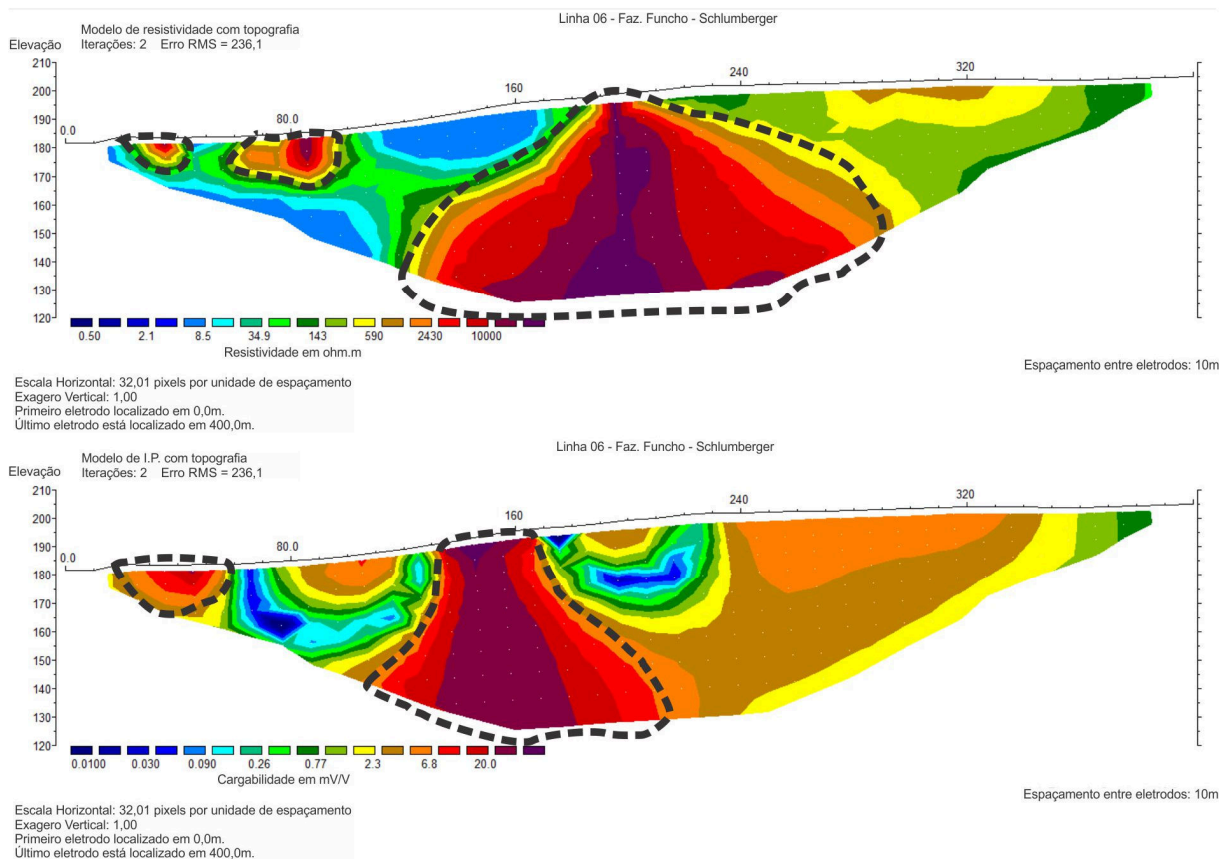 Linha 06 - Faz. Funcho - Schlumberger
Modelo de resistividade com topografia
Elevação Iterações: 2 Erro RMS = 236,1
210
200
190
180
170
160
150
140
130
120
0.0
80.0
160
240
320
0.50 2.1 8.5 34.9 143 590 2430 10000
Resistividade em ohm.m
Espaçamento entre eletrodos: 10m
Escala Horizontal: 32,01 pixels por unidade de espaçamento
Exagero Vertical: 1,00
Primeiro eletrodo localizado em 0,0m.
Último eletrodo está localizado em 400,0m.
Linha 06 - Faz. Funcho - Schlumberger
Modelo de I.P. com topografia
Elevação Iterações: 2 Erro RMS = 236,1
210
200
190
180
170
160
150
140
130
120
0.0
80.0
160
240
320
0.0100 0.030 0.090 0.26 0.77 2.3 6.8 20.0
Cargabilidade em mV/V
Espaçamento entre eletrodos: 10m
Escala Horizontal: 32,01 pixels por unidade de espaçamento
Exagero Vertical: 1,00
Primeiro eletrodo localizado em 0,0m.
Último eletrodo está localizado em 400,0m.